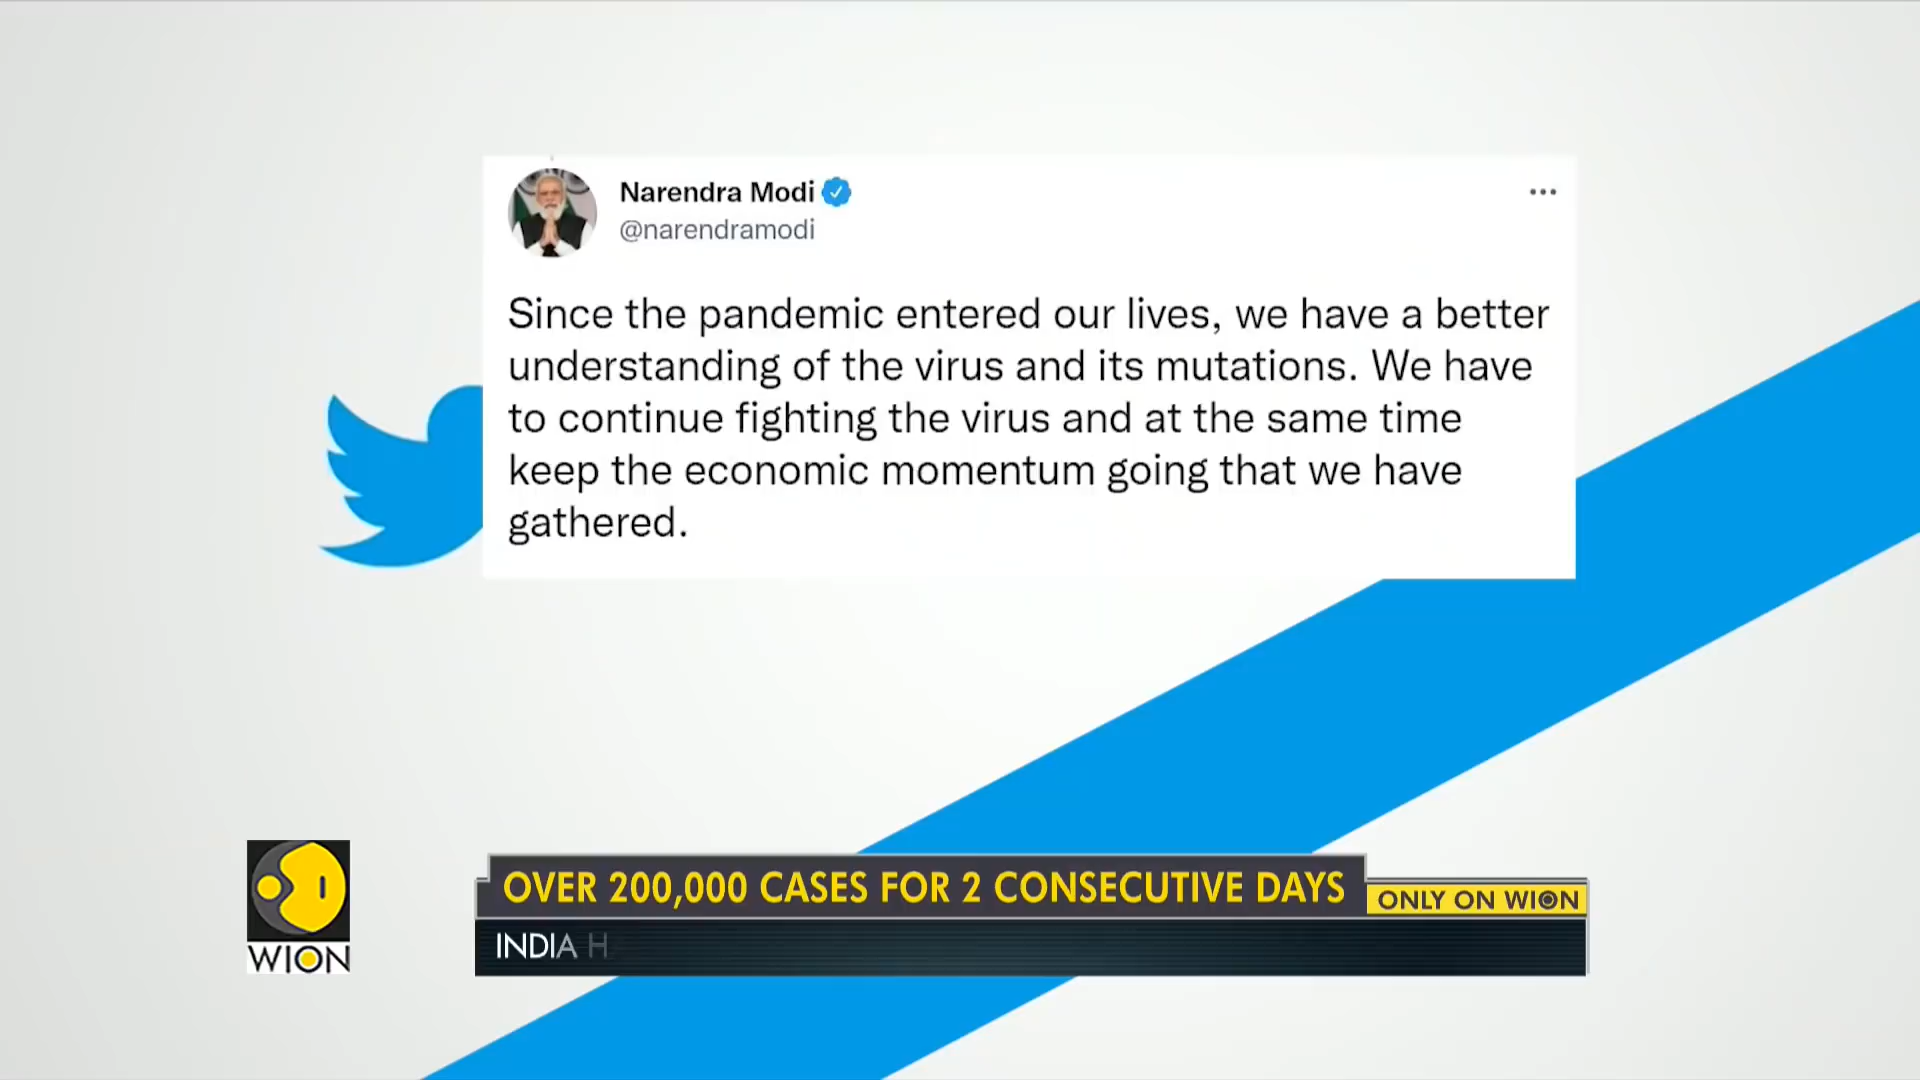 Narendra Modi
@narendramodi
Since the pandemic entered our lives, we have a better
understanding of the virus and its mutations. We have
to continue fighting the virus and at the same time
keep the economic momentum going that we have
gathered.
OVER 200,000 CASES FOR 2 CONSECUTIVE DAYS
ONLY ON WION
INDIA H
WION